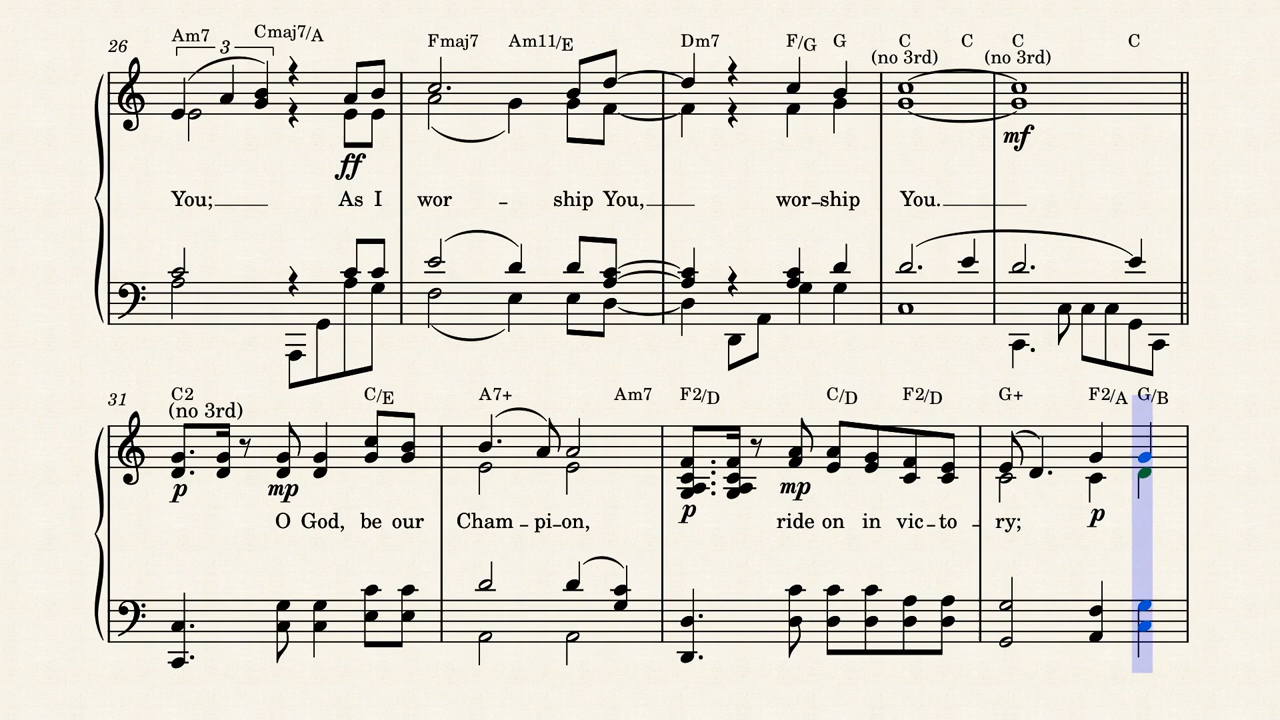 26 Am7 Cmaj7/A Fmaj7 Am11/E Dm7 F/G G C C C C
3 (no 3rd) (no 3rd)
mf
ff
You; As I wor - ship You, wor-ship You.
31 C2 C/E A7+ Am7 F2/D C/D F2/D G+ F2/A G/B
(no 3rd)
p mp mp p p
O God, be our Cham - pi-on, ride on in vic-to - ry;